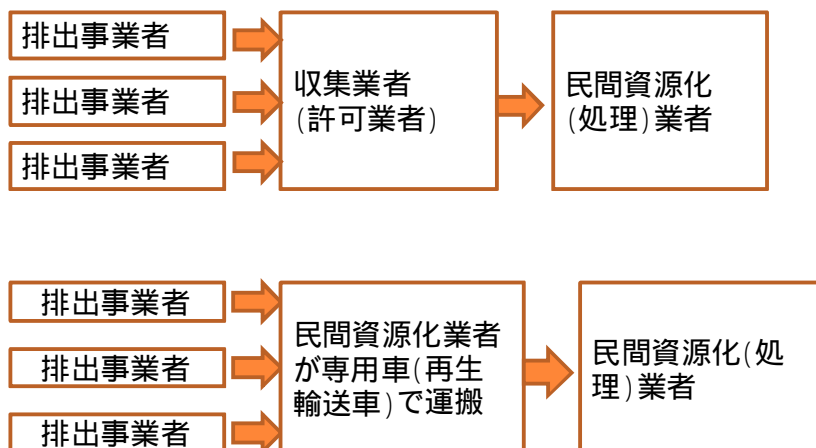 排出事業者
排出事業者
排出事業者
収集業者
(許可業者)
民間資源化
(処理)業者
排出事業者
排出事業者
排出事業者
民間資源化業者
が専用車(再生
輸送車)で運搬
民間資源化(処
理)業者